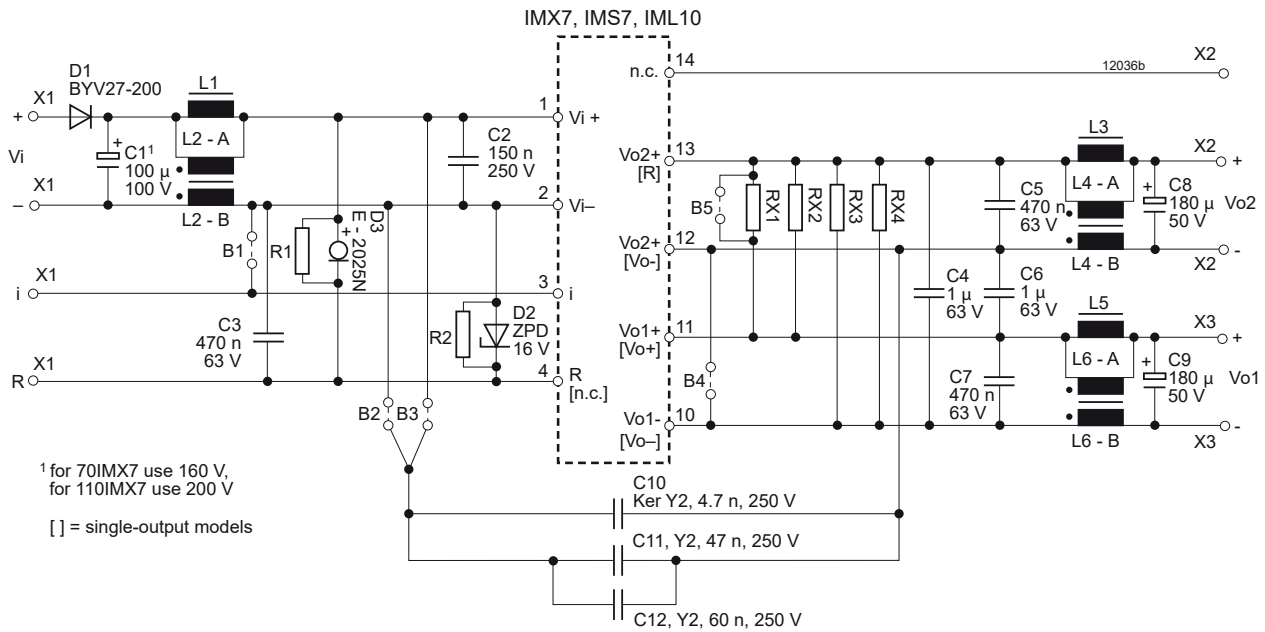 IMX7, IMS7, IML10
n.c.
14
12036b
X2
D1
BYV27-200
L1
X1
+
1
Vi +
L2 - A
Vi
+
C1¹
100 µ
100 V
C2
150 n
250 V
Vo2+
[R]
13
L3
X2
+
X1
–
L2 - B
2
Vi–
B5
RX1
RX2
RX3
RX4
C5
470 n
63 V
L4 - A
+
C8
180 µ
50 V
Vo2
B1
R1
D3
E - 2025N
+
Vo2+
[Vo-]
12
L4 - B
-
X2
X1
i
3
i
C4
1 µ
63 V
C6
1 µ
63 V
L5
X3
C3
470 n
63 V
R2
D2
ZPD
16 V
Vo1+
[Vo+]
11
+
L6 - A
X1
R
4
R
[n.c.]
B4
C7
470 n
63 V
+
C9
180 µ
50 V
Vo1
B2
B3
Vo1-
[Vo–]
10
L6 - B
-
X3
¹ for 70IMX7 use 160 V,
for 110IMX7 use 200 V
[ ] = single-output models
C10
Ker Y2, 4.7 n, 250 V
C11, Y2, 47 n, 250 V
C12, Y2, 60 n, 250 V